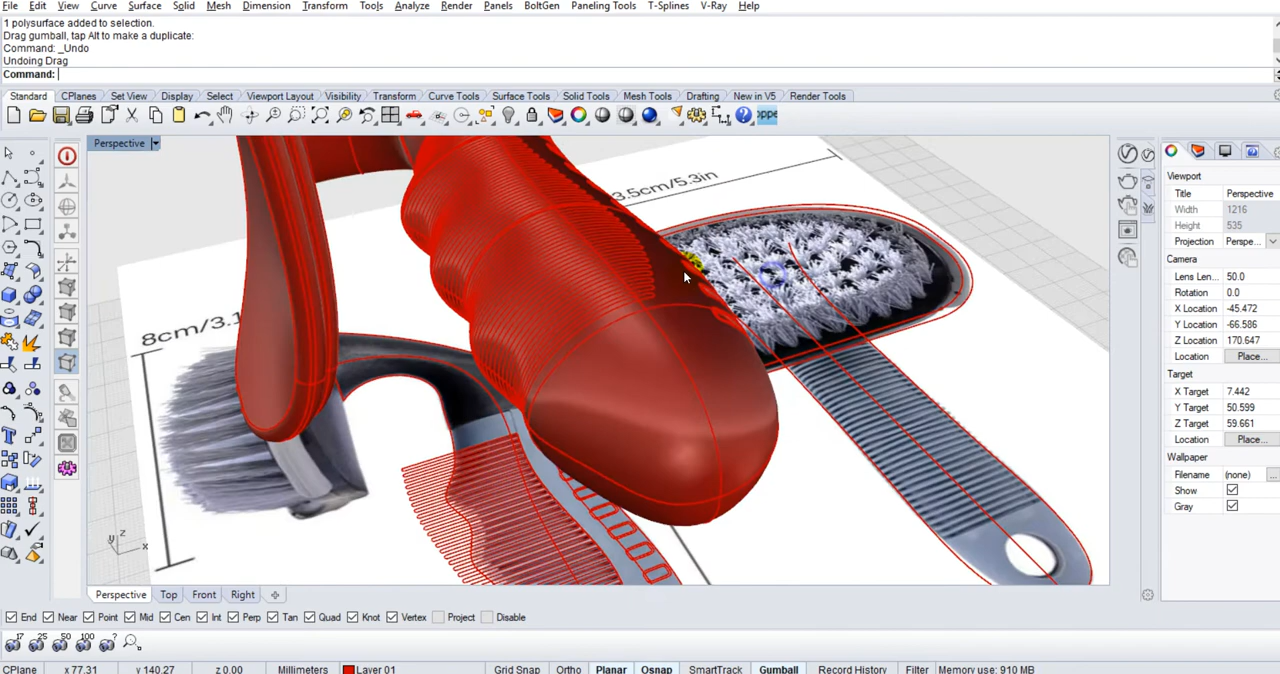 File Edit View Curve Surface Solid Mesh Dimension Transform Tools Analyze Render Panels BoltGen Paneling Tools T-Splines V-Ray Help
1 polysurface added to selection.
Drag gumball, tap Alt to make a duplicate:
Command: _Undo
Undoing Drag
Command:
Standard CPlanes Set View Display Select Viewport Layout Visibility Transform Curve Tools Surface Tools Solid Tools Mesh Tools Drafting New in V5 Render Tools
oppe
Perspective
3.5cm/5.3in
8cm/3.1
z
y
x
Viewport
Title Perspective
Width 1216
Height 535
Projection Perspe...
Camera
Lens Len... 50.0
Rotation 0.0
X Location -45.472
Y Location -66.586
Z Location 170.647
Location Place...
Target
X Target 7.442
Y Target 50.599
Z Target 59.661
Location Place...
Wallpaper
Filename (none) ...
Show
Gray
Perspective Top Front Right
End Near Point Mid Cen Int Perp Tan Quad Knot Vertex Project Disable
17 25 50 100 ?
CPlane x 77.31 y 140.27 z 0.00 Millimeters Layer 01 Grid Snap Ortho Planar Osnap SmartTrack Gumball Record History Filter Memory use: 910 MB